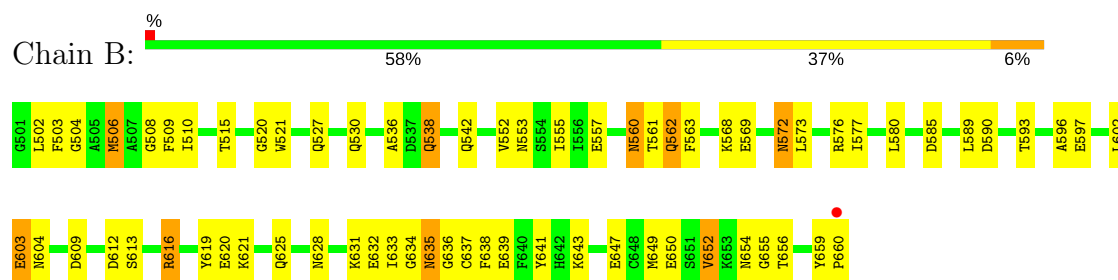 %
Chain B:
58% 37% 6%
G501 L502 F503 G504 A505 M506 A507 G508 F509 I510 T515 G520 W521 Q527 Q530 A536 D537 Q538 Q542 V552 N553 S554 I555 I556 E557 N560 T561 Q562 F563 K568 E569 N572 L573 R576 I577 L580 D585 L589 D590 T593 A596 E597 L602
E603 N604 D609 D612 S613 R616 Y619 E620 K621 Q625 N628 K631 E632 I633 G634 N635 G636 C637 F638 E639 F640 Y641 H642 K643 E647 C648 M649 E650 S651 V652 K653 N654 G655 T656 Y659 P660